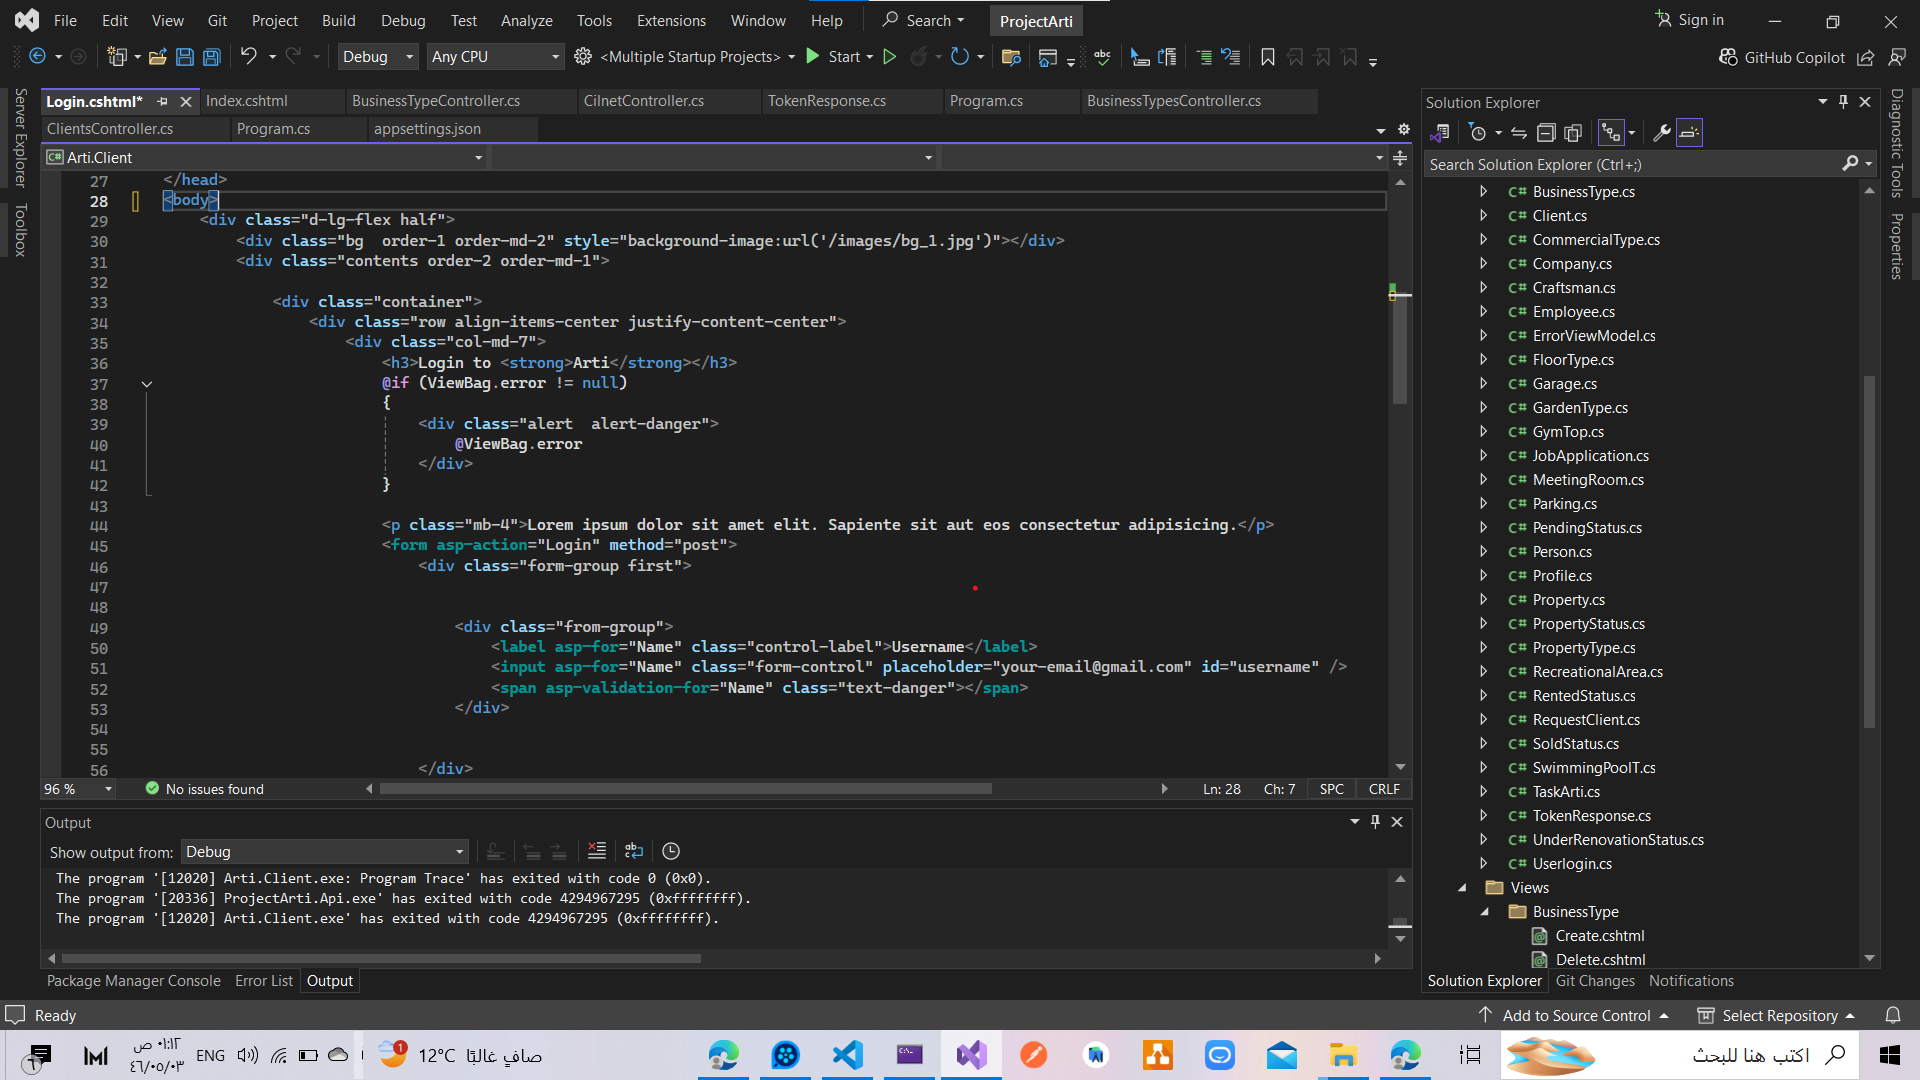 File Edit View Git Project Build Debug Test Analyze Tools Extensions Window Help Search ProjectArti Sign in
Debug Any CPU <Multiple Startup Projects> Start GitHub Copilot
Server Explorer
Toolbox
Login.cshtml* Index.cshtml BusinessTypeController.cs CilnetController.cs TokenResponse.cs Program.cs BusinessTypesController.cs
ClientsController.cs Program.cs appsettings.json
C# Arti.Client
27 </head>
28 <body>
29 <div class="d-lg-flex half">
30 <div class="bg  order-1 order-md-2" style="background-image:url('/images/bg_1.jpg')"></div>
31 <div class="contents order-2 order-md-1">
32
33 <div class="container">
34 <div class="row align-items-center justify-content-center">
35 <div class="col-md-7">
36 <h3>Login to <strong>Arti</strong></h3>
37 @if (ViewBag.error != null)
38 {
39 <div class="alert  alert-danger">
40 @ViewBag.error
41 </div>
42 }
43
44 <p class="mb-4">Lorem ipsum dolor sit amet elit. Sapiente sit aut eos consectetur adipisicing.</p>
45 <form asp-action="Login" method="post">
46 <div class="form-group first">
47
48
49 <div class="from-group">
50 <label asp-for="Name" class="control-label">Username</label>
51 <input asp-for="Name" class="form-control" placeholder="your-email@gmail.com" id="username" />
52 <span asp-validation-for="Name" class="text-danger"></span>
53 </div>
54
55
56 </div>
96 % No issues found Ln: 28 Ch: 7 SPC CRLF
Output
Show output from: Debug
The program '[12020] Arti.Client.exe: Program Trace' has exited with code 0 (0x0).
The program '[20336] ProjectArti.Api.exe' has exited with code 4294967295 (0xffffffff).
The program '[12020] Arti.Client.exe' has exited with code 4294967295 (0xffffffff).
Package Manager Console Error List Output
Solution Explorer
Search Solution Explorer (Ctrl+;)
C# BusinessType.cs
C# Client.cs
C# CommercialType.cs
C# Company.cs
C# Craftsman.cs
C# Employee.cs
C# ErrorViewModel.cs
C# FloorType.cs
C# Garage.cs
C# GardenType.cs
C# GymTop.cs
C# JobApplication.cs
C# MeetingRoom.cs
C# Parking.cs
C# PendingStatus.cs
C# Person.cs
C# Profile.cs
C# Property.cs
C# PropertyStatus.cs
C# PropertyType.cs
C# RecreationalArea.cs
C# RentedStatus.cs
C# RequestClient.cs
C# SoldStatus.cs
C# SwimmingPoolT.cs
C# TaskArti.cs
C# TokenResponse.cs
C# UnderRenovationStatus.cs
C# Userlogin.cs
Views
BusinessType
Create.cshtml
Delete.cshtml
Solution Explorer Git Changes Notifications
Diagnostic Tools
Properties
Ready Add to Source Control Select Repository
٠١:١٢ ص
٤٦/٠٥/٠٣
ENG
1
12°C صافٍ غالبًا
اكتب هنا للبحث